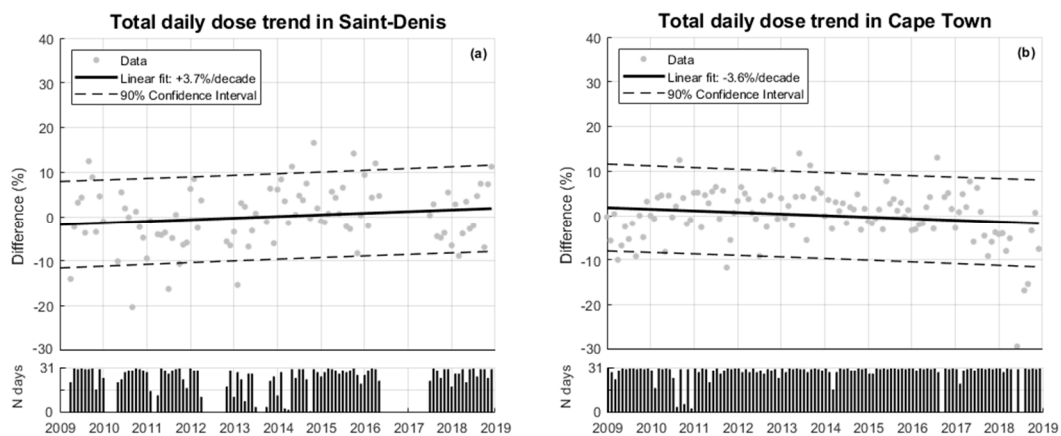 Total daily dose trend in Saint-Denis
(a)
Data
Linear fit: +3.7%/decade
90% Confidence Interval
Difference (%)
40
30
20
10
0
-10
-20
-30
N days
31
0
2009 2010 2011 2012 2013 2014 2015 2016 2017 2018 2019
Total daily dose trend in Cape Town
(b)
Data
Linear fit: -3.6%/decade
90% Confidence Interval
Difference (%)
40
30
20
10
0
-10
-20
-30
N days
31
0
2009 2010 2011 2012 2013 2014 2015 2016 2017 2018 2019